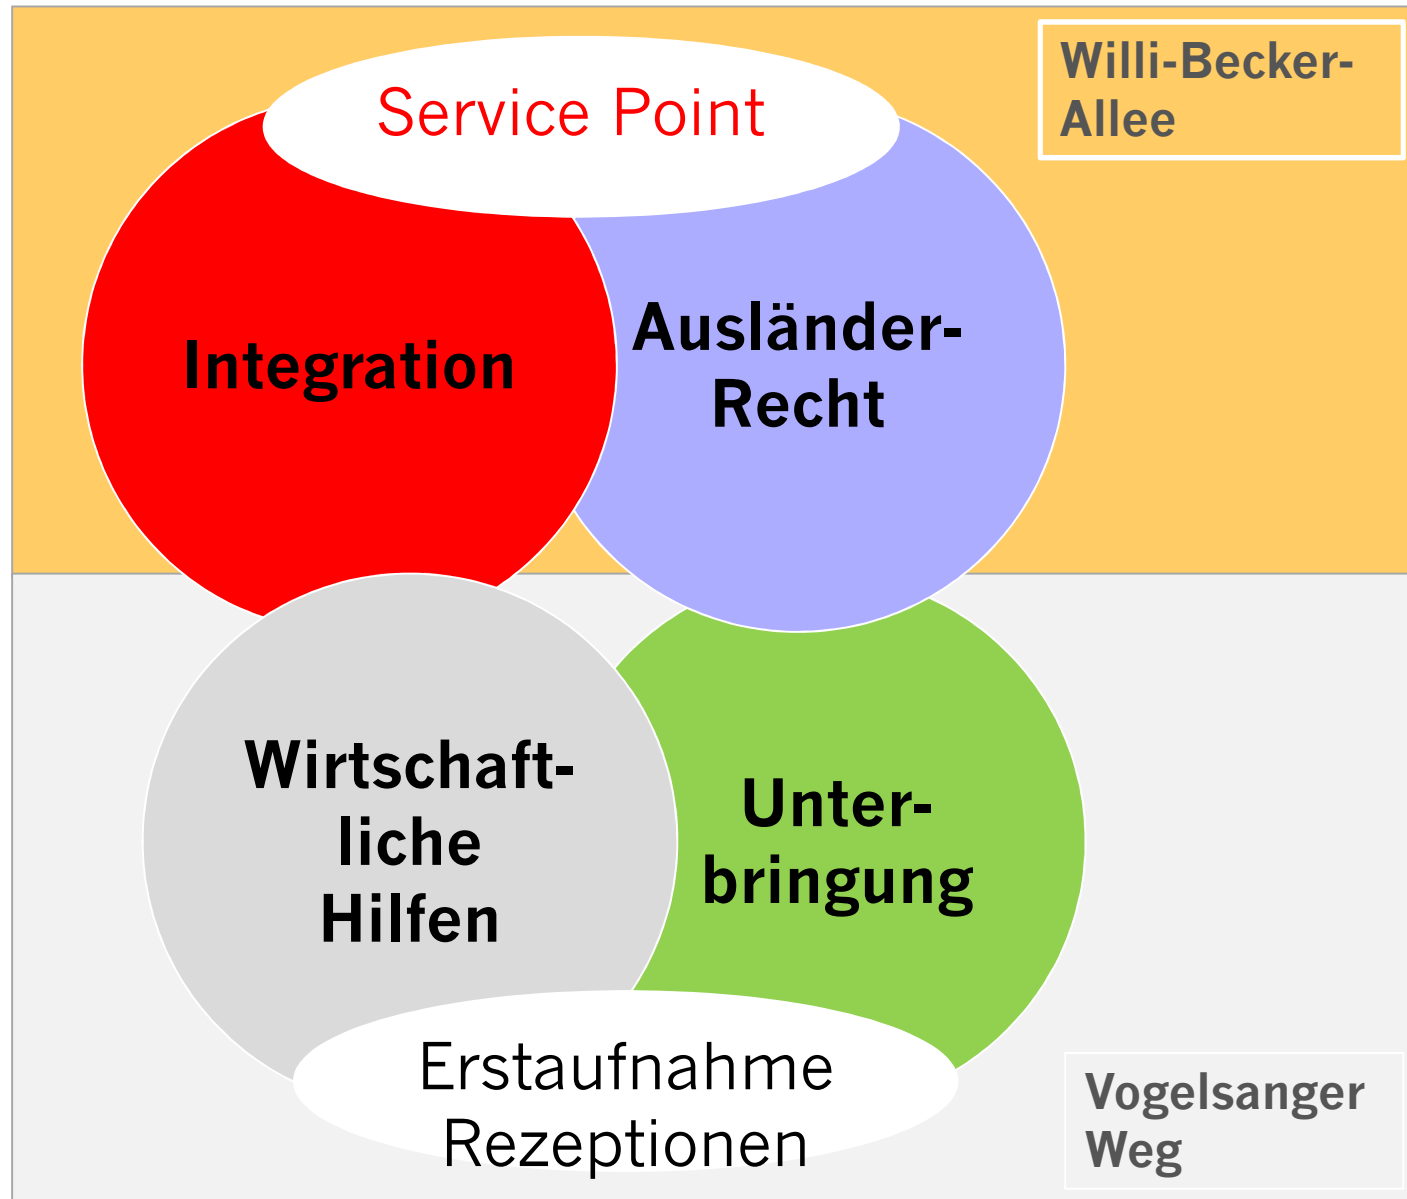 Service Point
Willi-Becker-
Allee
Integration
Ausländer-
Recht
Wirtschaft-
liche
Hilfen
Unter-
bringung
Erstaufnahme
Rezeptionen
Vogelsanger
Weg